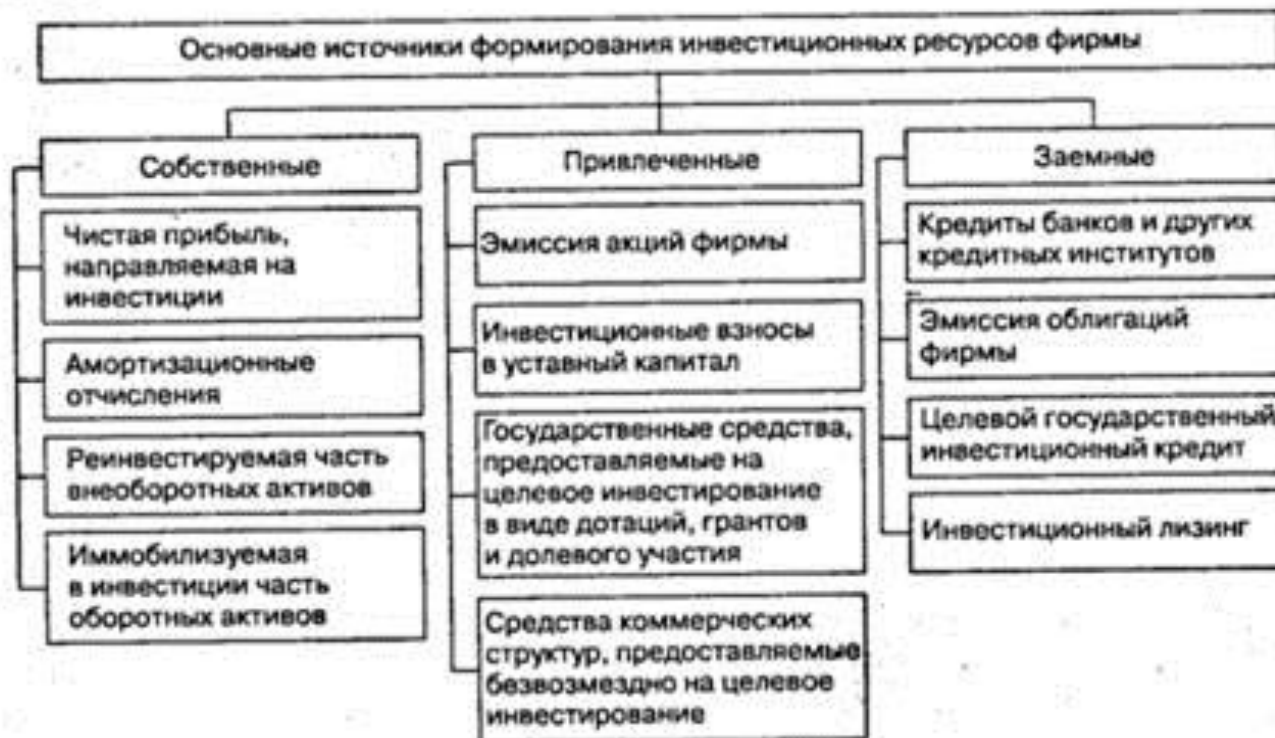 Основные источники формирования инвестиционных ресурсов фирмы
Собственные
Чистая прибыль,
направляемая на
инвестиции
Амортизационные
отчисления
Реинвестируемая часть
внеоборотных активов
Иммобилизуемая
в инвестиции часть
оборотных активов
Привлеченные
Эмиссия акций фирмы
Инвестиционные взносы
в уставный капитал
Государственные средства,
предоставляемые на
целевое инвестирование
в виде дотаций, грантов
и долевого участия
Средства коммерческих
структур, предоставляемые
безвозмездно на целевое
инвестирование
Заемные
Кредиты банков и других
кредитных институтов
Эмиссия облигаций
фирмы
Целевой государственный
инвестиционный кредит
Инвестиционный лизинг